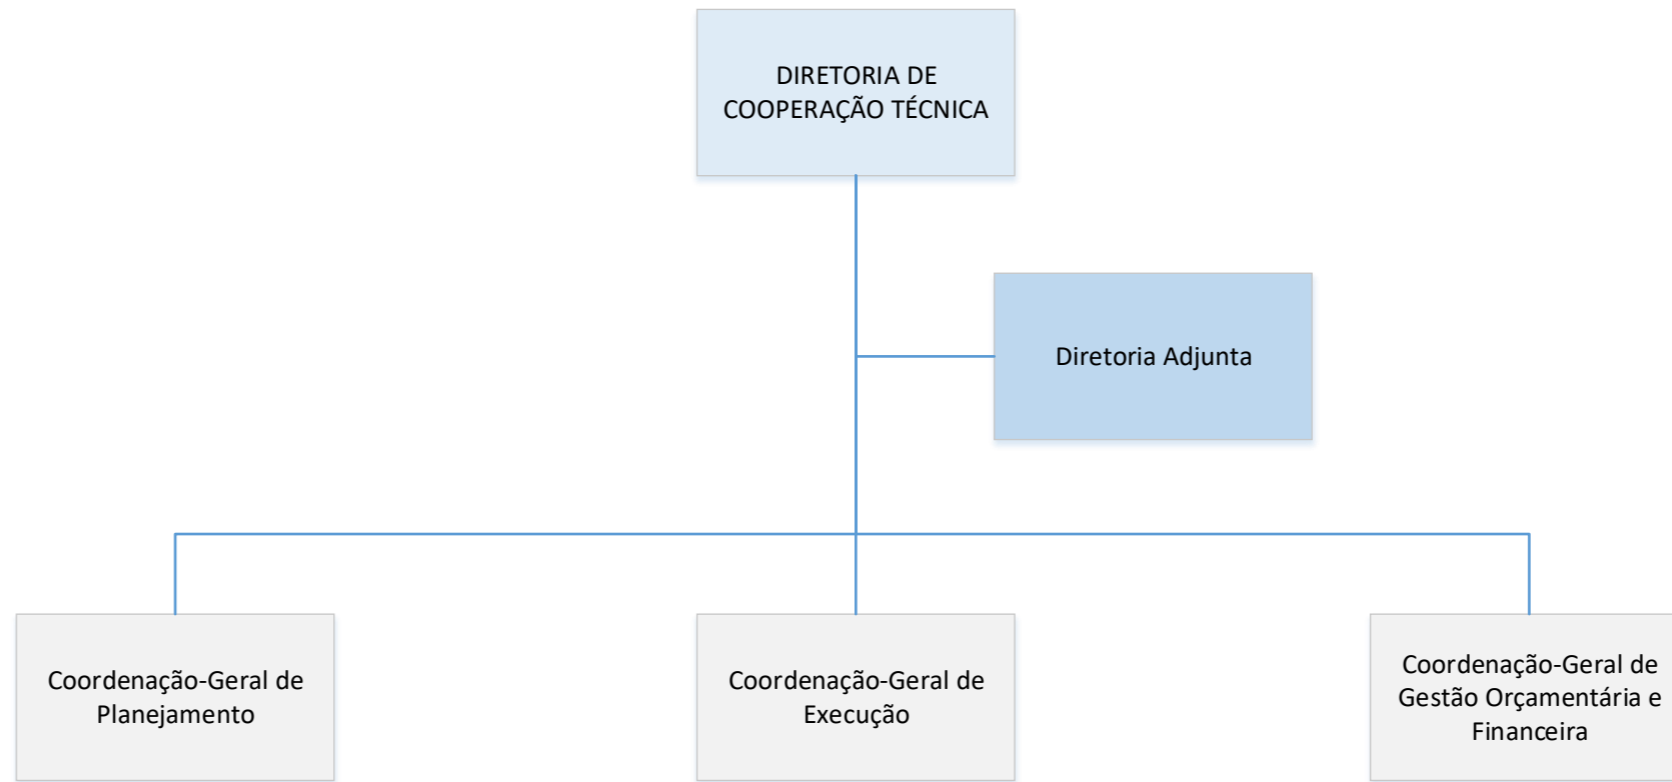 DIRETORIA DE
COOPERAÇÃO TÉCNICA
Diretoria Adjunta
Coordenação-Geral de
Planejamento
Coordenação-Geral de
Execução
Coordenação-Geral de
Gestão Orçamentária e
Financeira